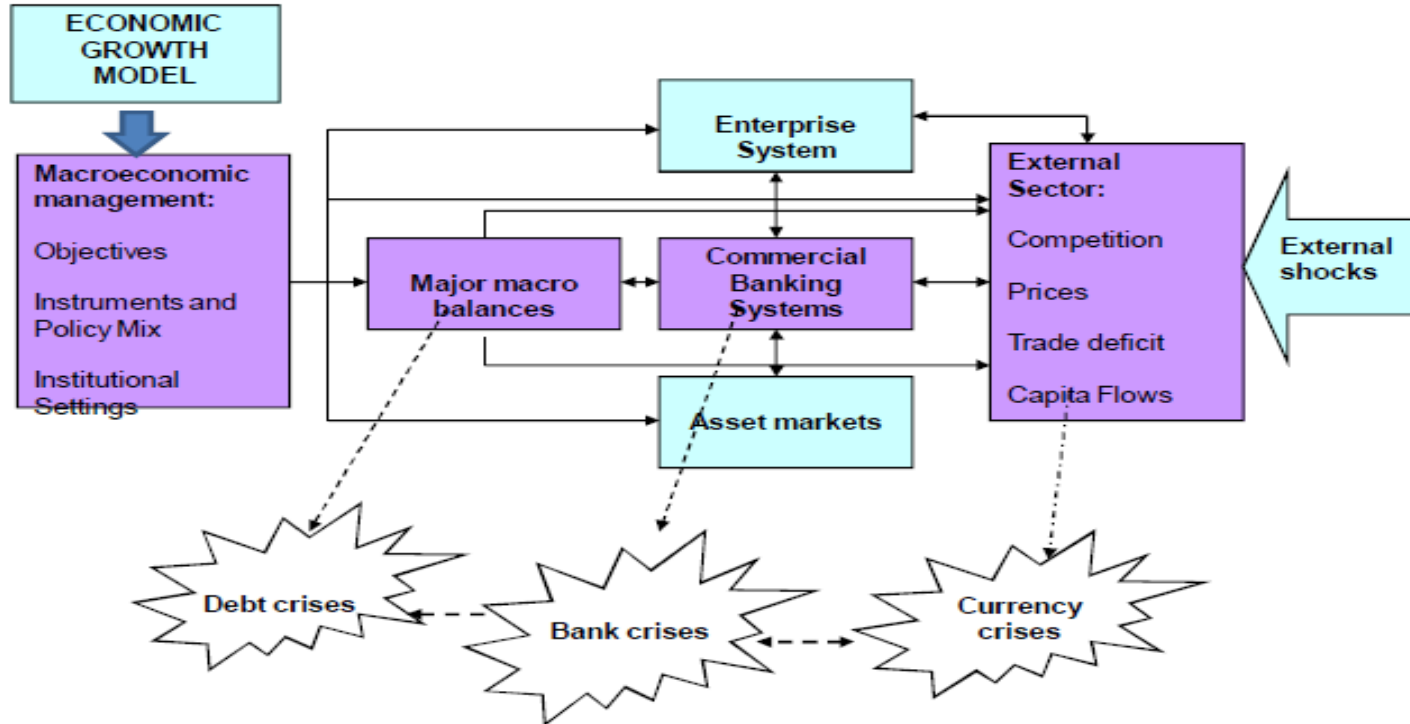 ECONOMIC
GROWTH
MODEL
Macroeconomic
management:
Objectives
Instruments and
Policy Mix
Institutional
Settings
Major macro
balances
Enterprise
System
Commercial
Banking
Systems
Asset markets
External
Sector:
Competition
Prices
Trade deficit
Capita Flows
External
shocks
Debt crises
Bank crises
Currency
crises